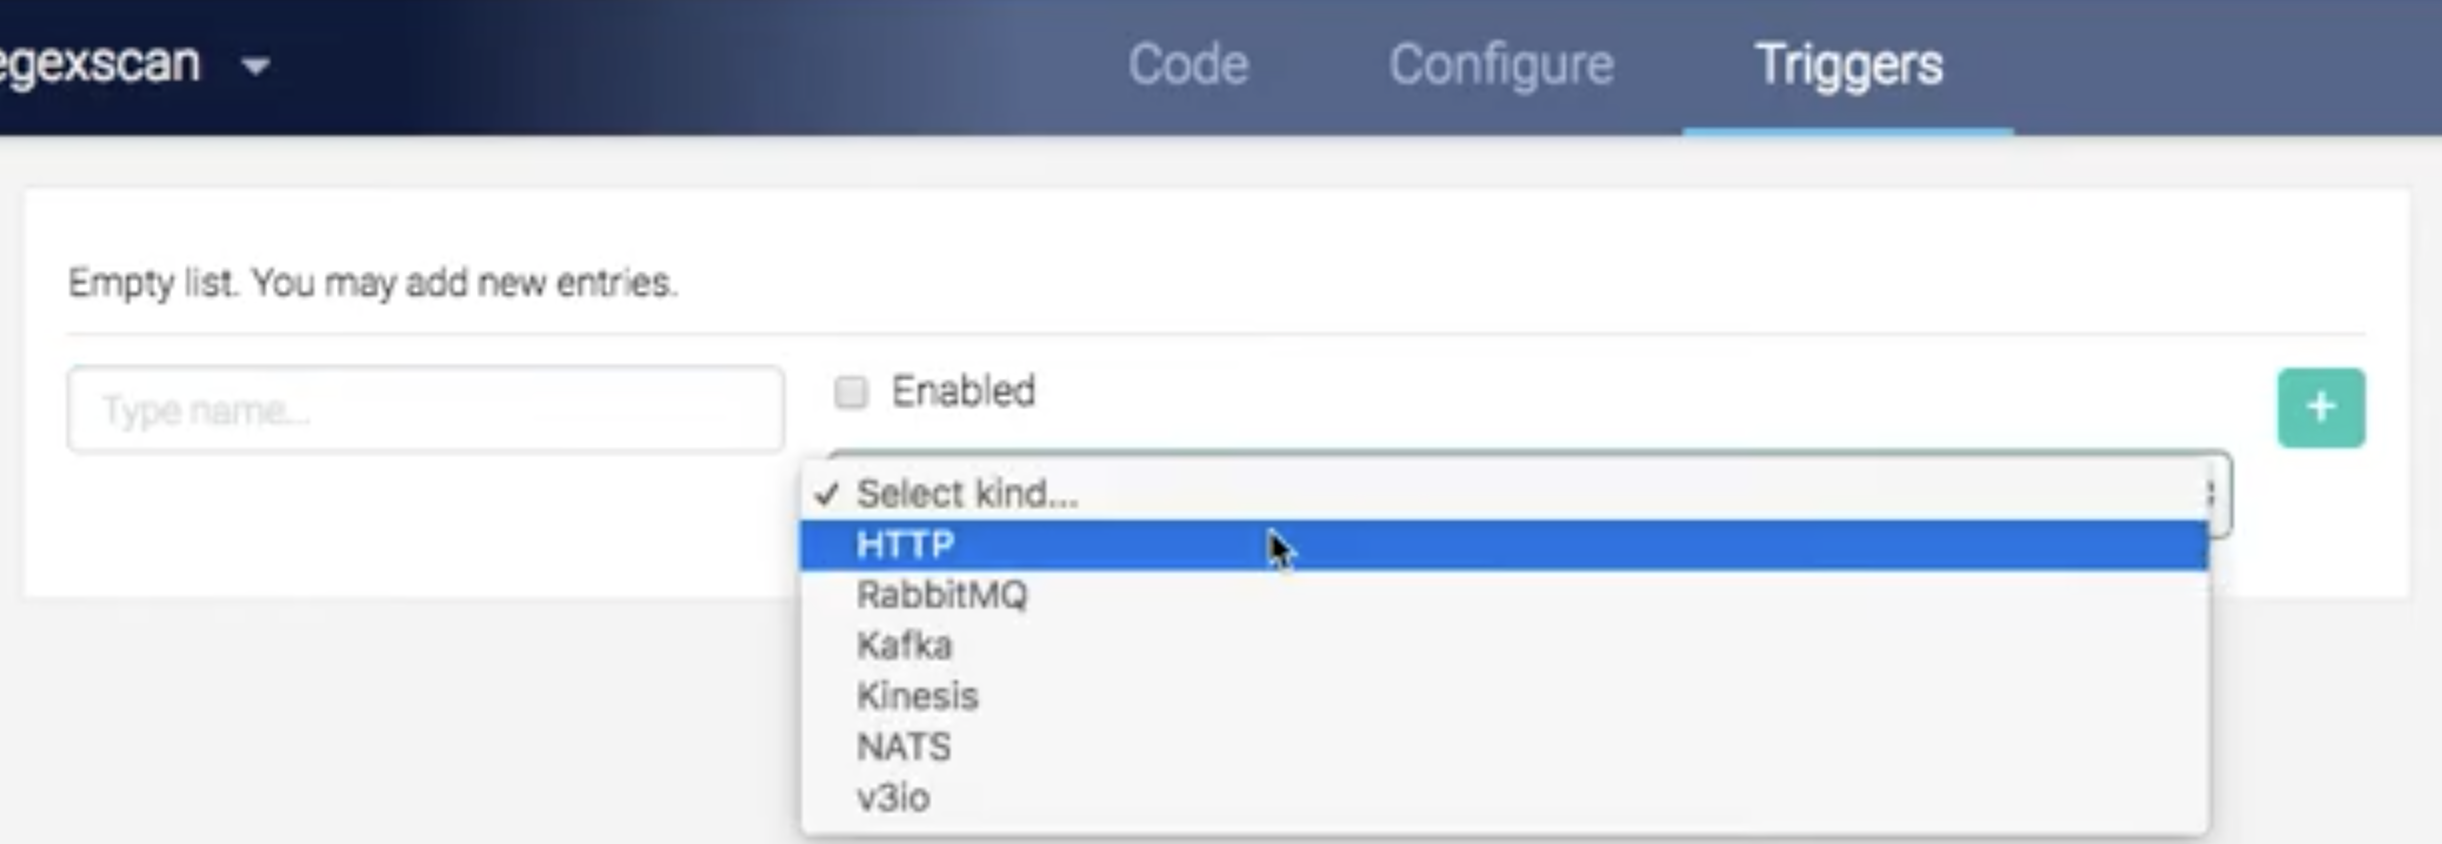 egexscan
Code Configure Triggers
Empty list. You may add new entries.
Type name...
Enabled
+
✓ Select kind...
HTTP
RabbitMQ
Kafka
Kinesis
NATS
v3io